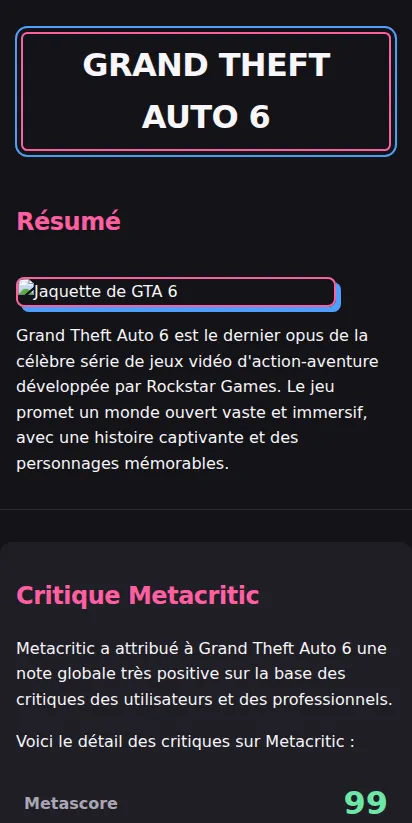 GRAND THEFT
AUTO 6
Résumé
Jaquette de GTA 6
Grand Theft Auto 6 est le dernier opus de la
célèbre série de jeux vidéo d'action-aventure
développée par Rockstar Games. Le jeu
promet un monde ouvert vaste et immersif,
avec une histoire captivante et des
personnages mémorables.
Critique Metacritic
Metacritic a attribué à Grand Theft Auto 6 une
note globale très positive sur la base des
critiques des utilisateurs et des professionnels.
Voici le détail des critiques sur Metacritic :
Metascore 99